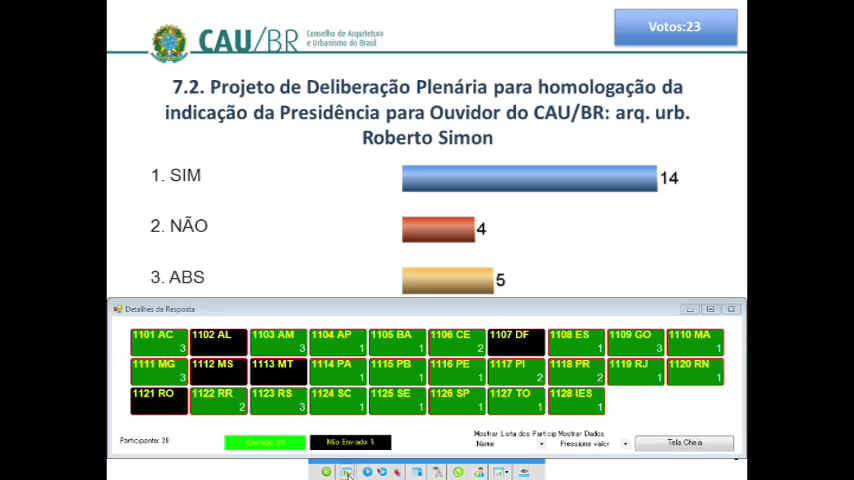 CAU/BR
Conselho de Arquitetura
e Urbanismo do Brasil
Votos:23
7.2. Projeto de Deliberação Plenária para homologação da
indicação da Presidência para Ouvidor do CAU/BR: arq. urb.
Roberto Simon
1. SIM 14
2. NÃO 4
3. ABS 5
Detalhes da Resposta
1101 AC 1102 AL 1103 AM 1104 AP 1105 BA 1106 CE 1107 DF 1108 ES 1109 GO 1110 MA
3 3 1 1 2 1 3 1
1111 MG 1112 MS 1113 MT 1114 PA 1115 PB 1116 PE 1117 PI 1118 PR 1119 RJ 1120 RN
3 1 1 1 2 2 1 1
1121 RO 1122 RR 1123 RS 1124 SC 1125 SE 1126 SP 1127 TO 1128 IES
2 3 1 1 1 1 1
Mostrar Lista dos Particip Mostrar Dados
Participante: 28 Não Enviado 5 Name Pressione valor Tela Cheia